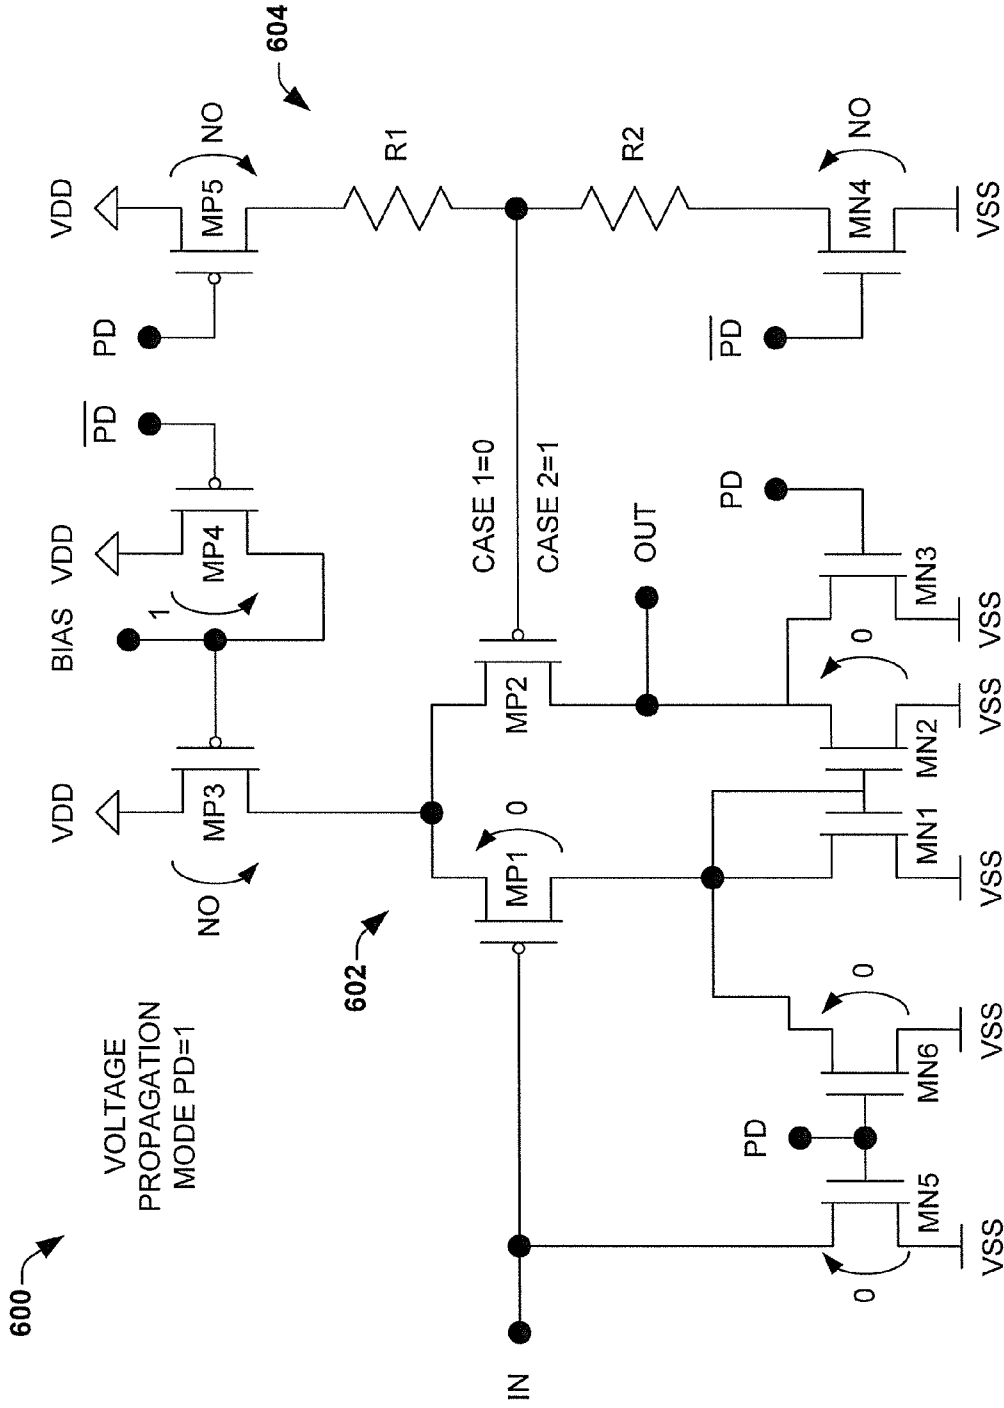 600
VOLTAGE
PROPAGATION
MODE PD=1
602
604
VDD
BIAS
VDD
PD
PD
VDD
NO
MP3
1
MP4
MP5
NO
R1
MP1
0
MP2
CASE 1=0
CASE 2=1
R2
IN
OUT
PD
PD
PD
0
MN5
MN6
0
MN1
MN2
0
MN3
MN4
NO
VSS
VSS
VSS
VSS
VSS
VSS